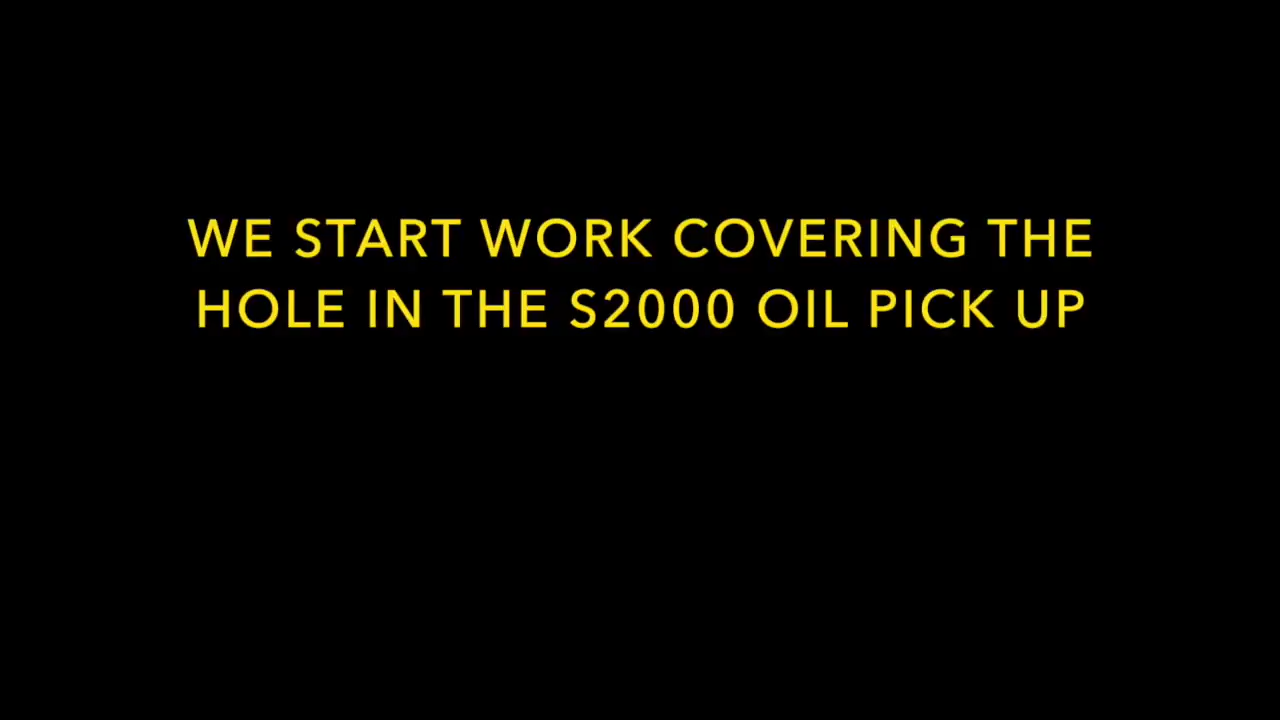 WE START WORK COVERING THE
HOLE IN THE S2000 OIL PICK UP